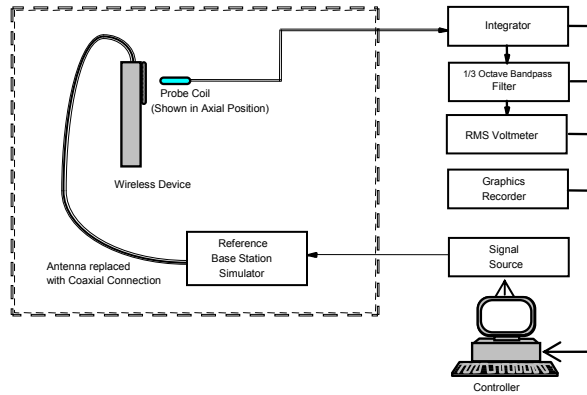 Integrator
1/3 Octave Bandpass
Filter
RMS Voltmeter
Graphics
Recorder
Signal
Source
Controller
Probe Coil
(Shown in Axial Position)
Wireless Device
Reference
Base Station
Simulator
Antenna replaced
with Coaxial Connection